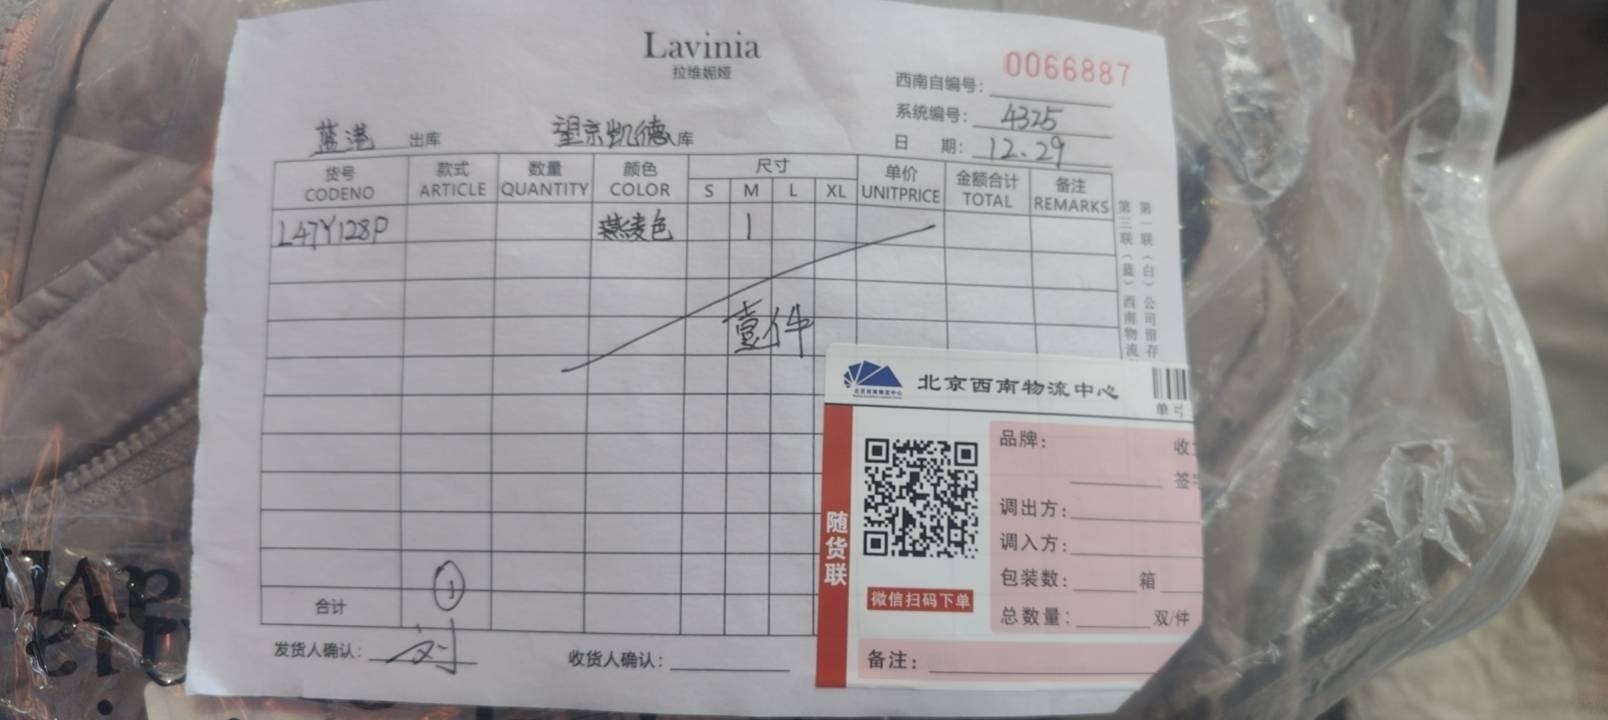 Lavinia
拉维妮娅
0066887
西南自编号:
系统编号: 4325
日 期: 12.29
蓝港 出库 望京凯德库
货号 款式 数量 颜色 尺寸 单价 金额合计 备注
CODENO ARTICLE QUANTITY COLOR S M L XL UNITPRICE TOTAL REMARKS
L47Y128P 燕麦色 1
壹件
第一联（白）公司留存
第三联（蓝）西南物流
合计 1
发货人确认: 刘
收货人确认:
北京西南物流中心
单号
随货联
微信扫码下单
品牌:
收
签
调出方:
调入方:
包装数: 箱
总数量: 双/件
备注: